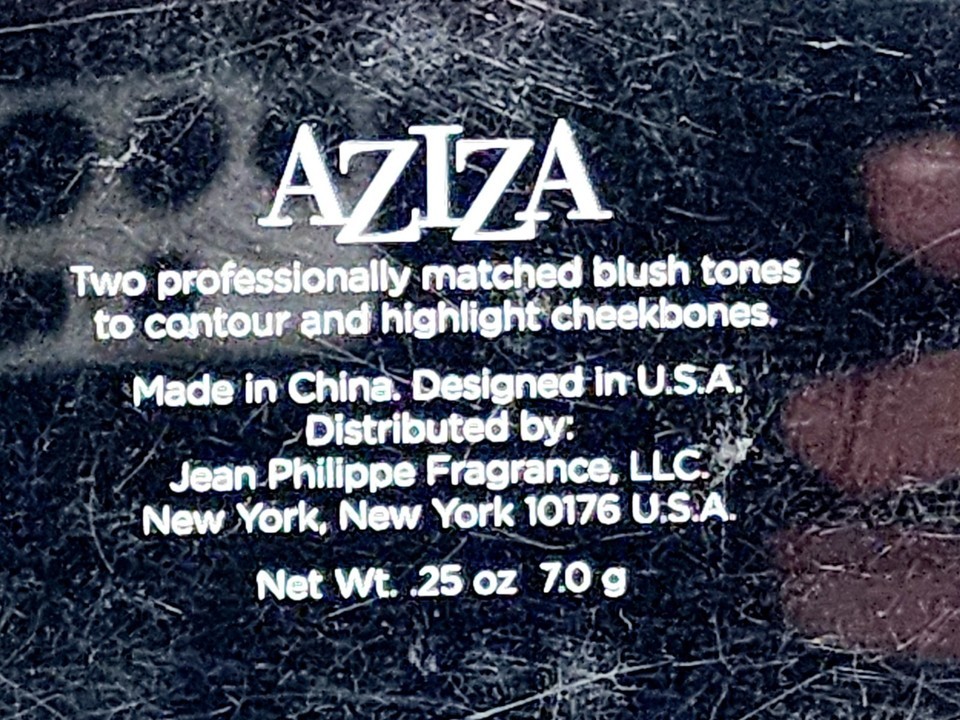 AZIZA
Two professionally matched blush tones
to contour and highlight cheekbones.
Made in China. Designed in U.S.A.
Distributed by:
Jean Philippe Fragrance, LLC.
New York, New York 10176 U.S.A.
Net Wt. .25 oz 7.0 g